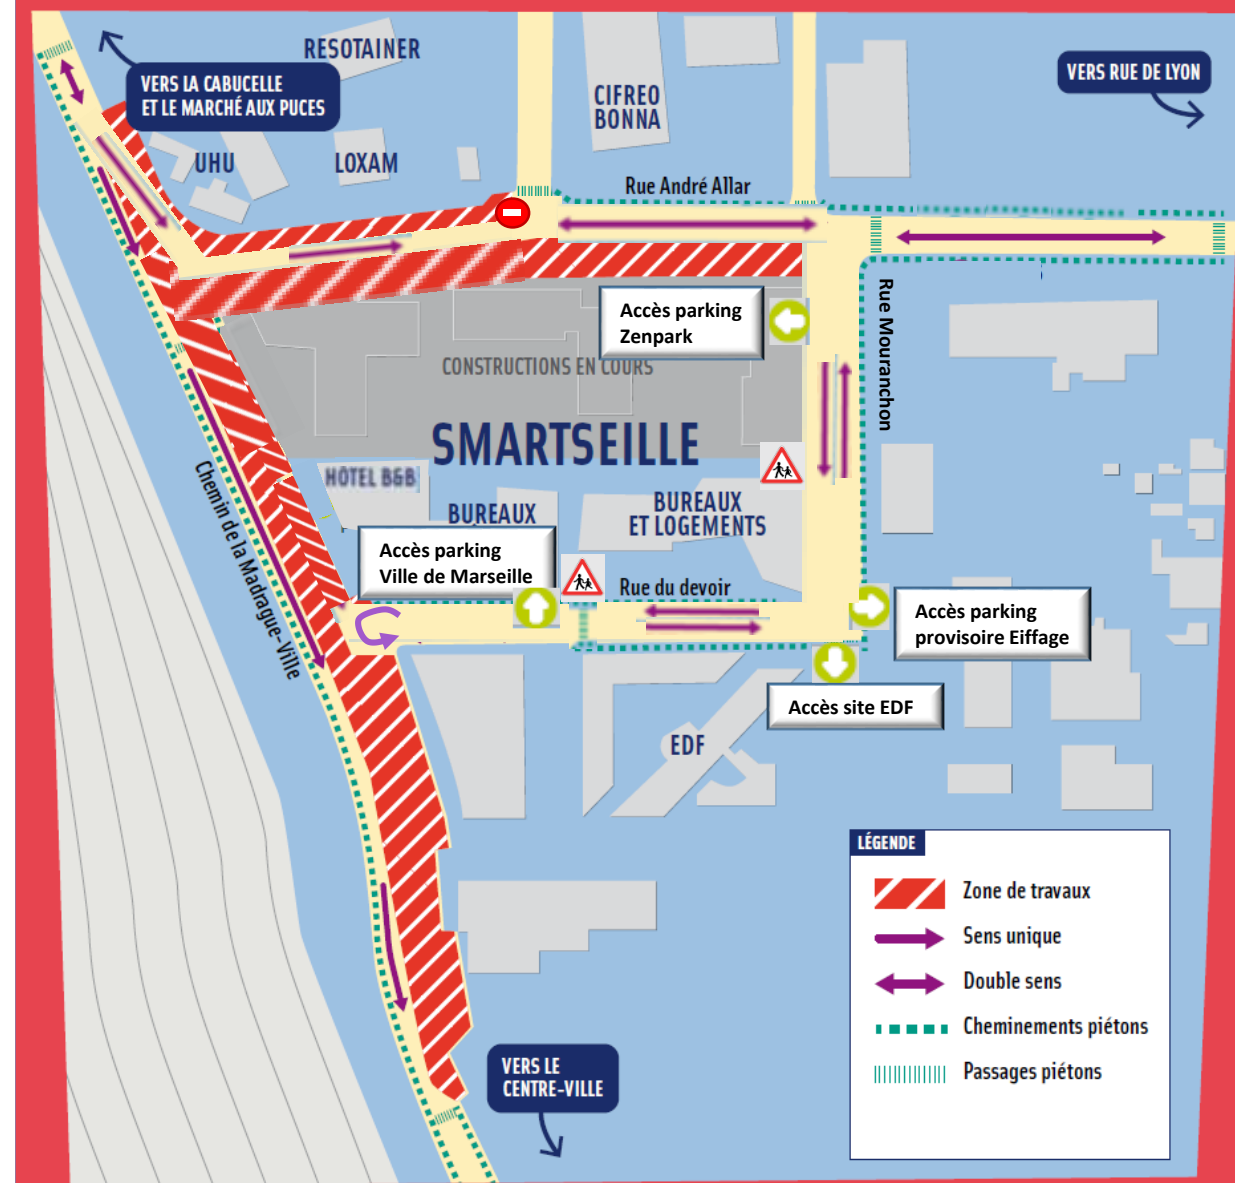 RESOTAINER
VERS LA CABUCELLE
ET LE MARCHÉ AUX PUCES
CIFREO
BONNA
VERS RUE DE LYON
UHU
LOXAM
Rue André Allar
Accès parking
Zenpark
Rue Mouranchon
CONSTRUCTIONS EN COURS
SMARTSEILLE
HÔTEL B&B
BUREAUX
BUREAUX
ET LOGEMENTS
Chemin de la Madrague-Ville
Accès parking
Ville de Marseille
Rue du devoir
Accès parking
provisoire Eiffage
Accès site EDF
EDF
LÉGENDE
Zone de travaux
Sens unique
Double sens
Cheminements piétons
Passages piétons
VERS LE
CENTRE-VILLE